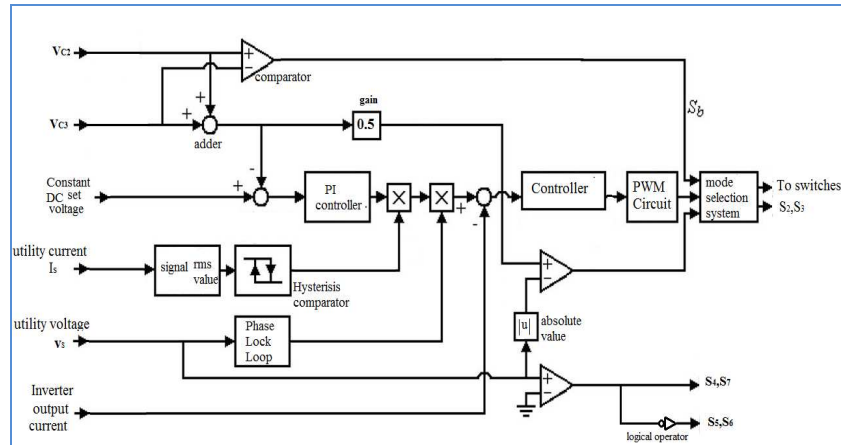 VC2
+
−
comparator
Sb
gain
+
VC3
+
0.5
adder
-
Constant
DC set
voltage
+
PI
controller
X
X
+
-
Controller
PWM
Circuit
mode
selection
system
To switches
S2,S3
utility current
Is
signal rms
value
Hysterisis
comparator
+
−
utility voltage
vs
Phase
Lock
Loop
|u|
absolute
value
Inverter
output
current
+
−
S4,S7
S5,S6
logical operator